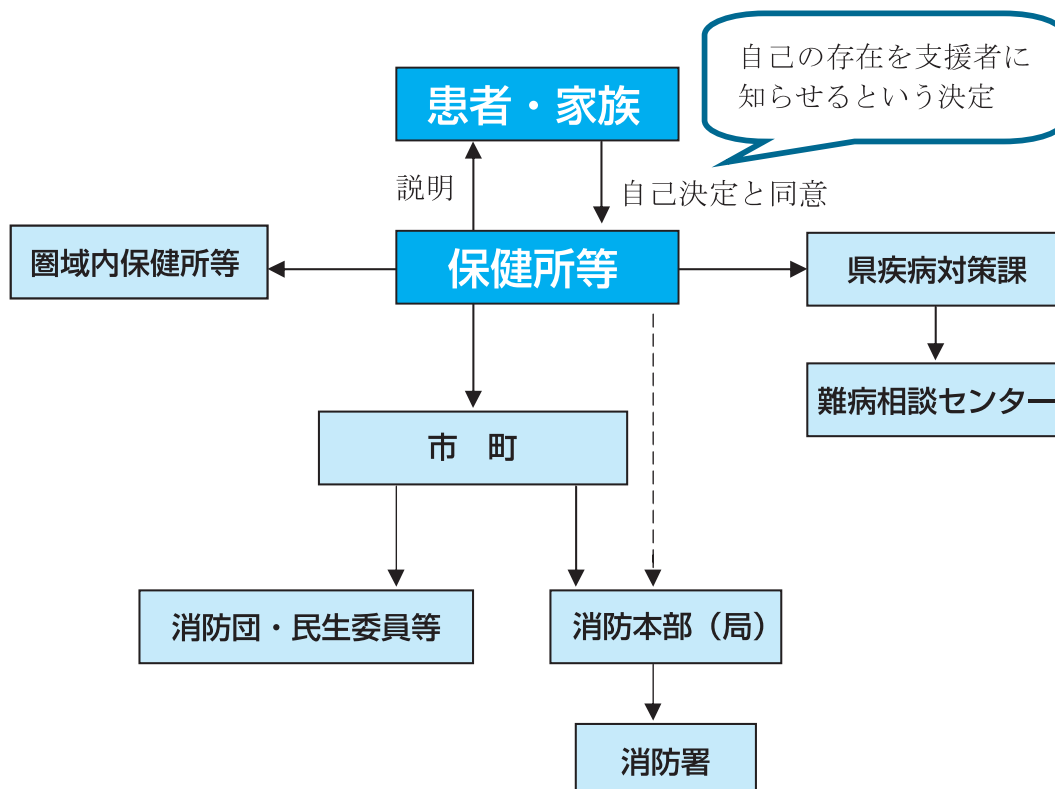 自己の存在を支援者に
知らせるという決定
患者・家族
説明
自己決定と同意
圏域内保健所等
保健所等
県疾病対策課
難病相談センター
市　町
消防団・民生委員等
消防本部（局）
消防署